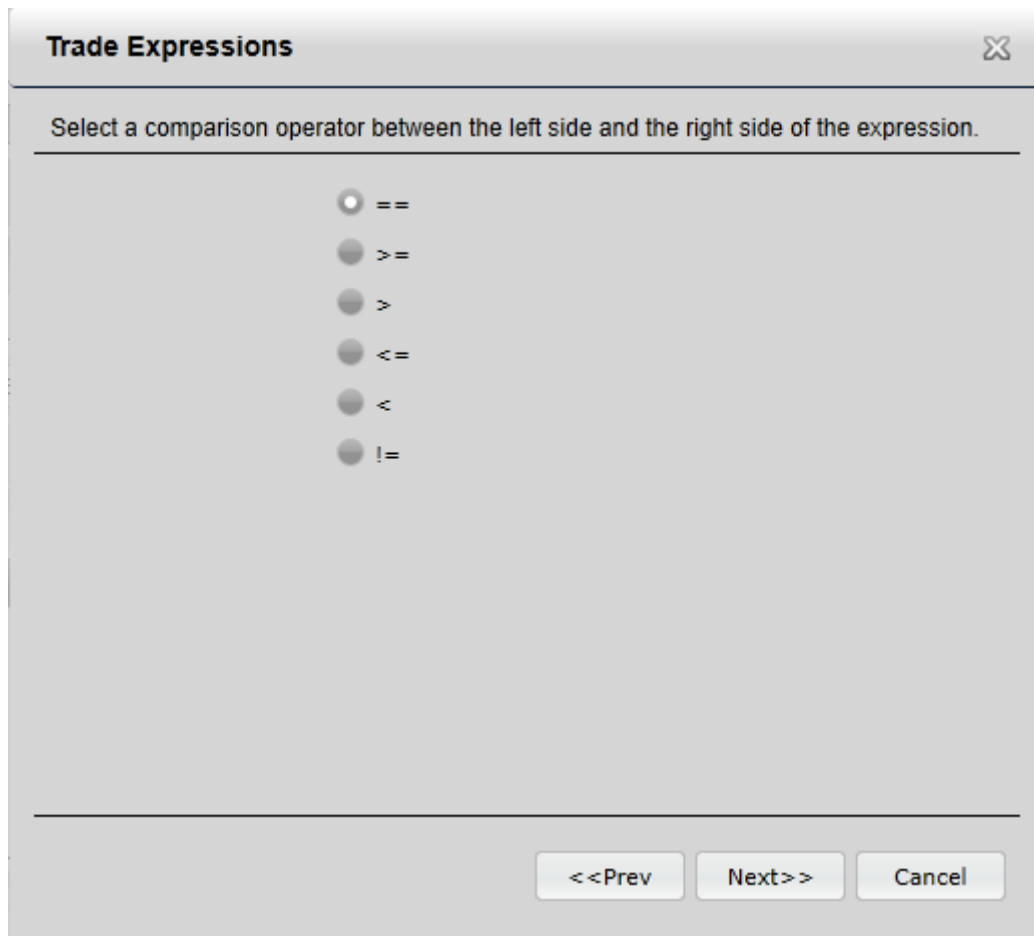 Trade Expressions
Select a comparison operator between the left side and the right side of the expression.
==
>=
>
<=
<
!=
<<Prev Next>> Cancel